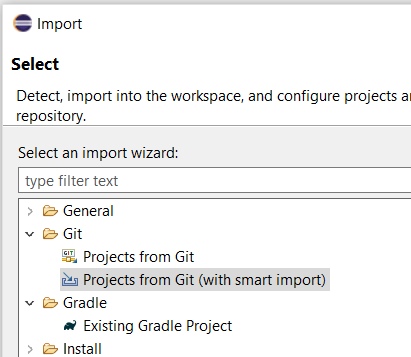 Import
Select
Detect, import into the workspace, and configure projects
repository.
Select an import wizard:
type filter text
General
Git
GIT
Projects from Git
Projects from Git (with smart import)
Gradle
Existing Gradle Project
Install